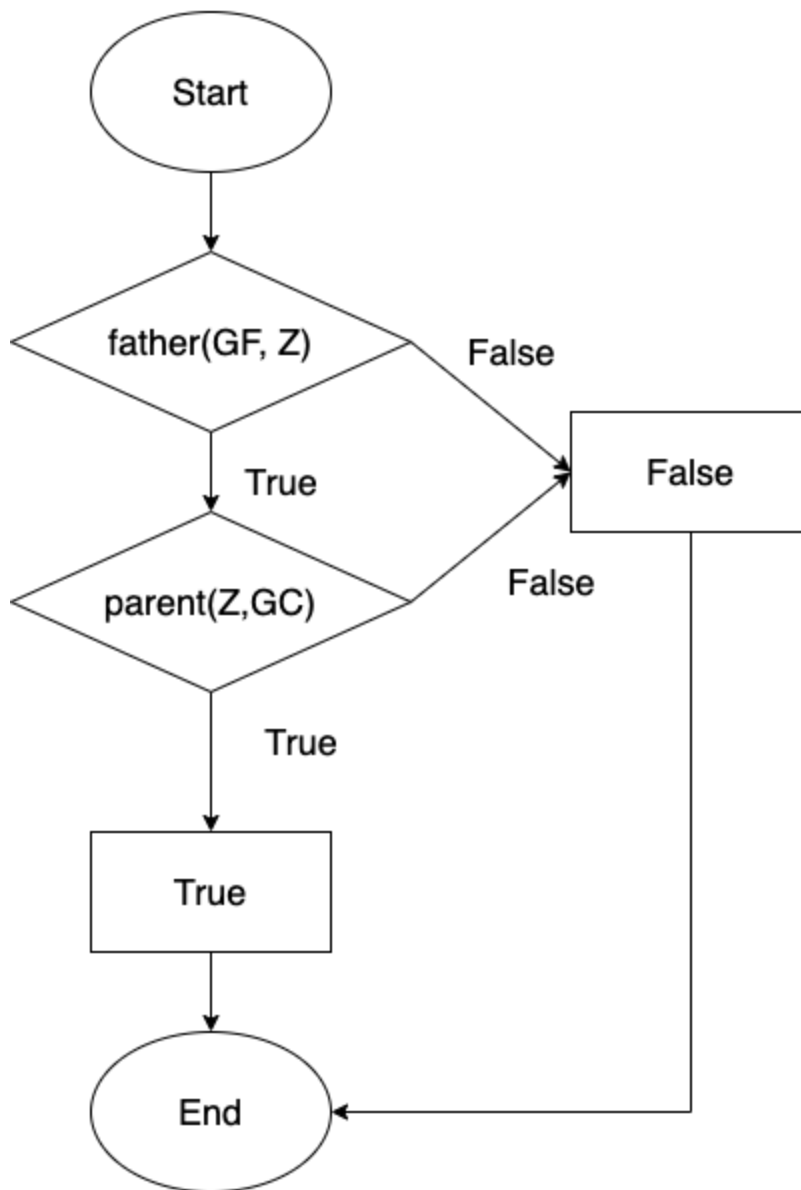 Start
father(GF, Z)
False
False
True
parent(Z,GC)
False
True
True
End